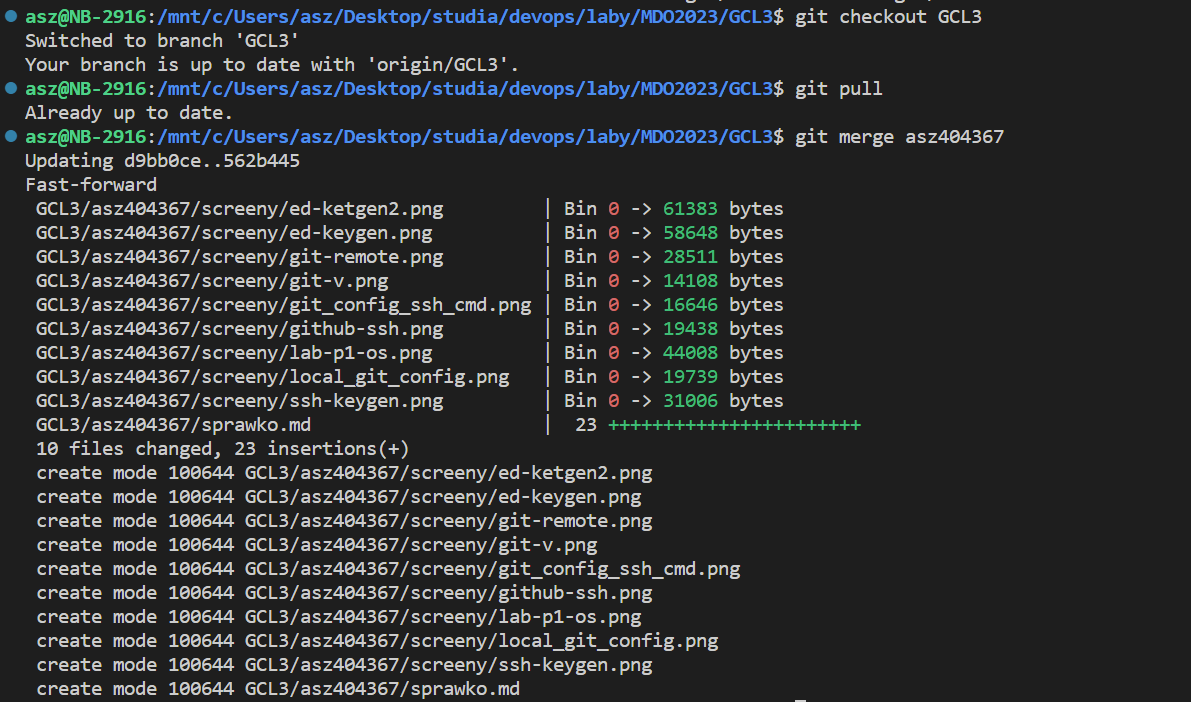 asz@NB-2916:/mnt/c/Users/asz/Desktop/studia/devops/laby/MDO2023/GCL3$ git checkout GCL3
Switched to branch 'GCL3'
Your branch is up to date with 'origin/GCL3'.
asz@NB-2916:/mnt/c/Users/asz/Desktop/studia/devops/laby/MDO2023/GCL3$ git pull
Already up to date.
asz@NB-2916:/mnt/c/Users/asz/Desktop/studia/devops/laby/MDO2023/GCL3$ git merge asz404367
Updating d9bb0ce..562b445
Fast-forward
 GCL3/asz404367/screeny/ed-ketgen2.png         | Bin 0 -> 61383 bytes
 GCL3/asz404367/screeny/ed-keygen.png          | Bin 0 -> 58648 bytes
 GCL3/asz404367/screeny/git-remote.png         | Bin 0 -> 28511 bytes
 GCL3/asz404367/screeny/git-v.png              | Bin 0 -> 14108 bytes
 GCL3/asz404367/screeny/git_config_ssh_cmd.png | Bin 0 -> 16646 bytes
 GCL3/asz404367/screeny/github-ssh.png         | Bin 0 -> 19438 bytes
 GCL3/asz404367/screeny/lab-p1-os.png          | Bin 0 -> 44008 bytes
 GCL3/asz404367/screeny/local_git_config.png   | Bin 0 -> 19739 bytes
 GCL3/asz404367/screeny/ssh-keygen.png         | Bin 0 -> 31006 bytes
 GCL3/asz404367/sprawko.md                     |  23 +++++++++++++++++++++++
 10 files changed, 23 insertions(+)
 create mode 100644 GCL3/asz404367/screeny/ed-ketgen2.png
 create mode 100644 GCL3/asz404367/screeny/ed-keygen.png
 create mode 100644 GCL3/asz404367/screeny/git-remote.png
 create mode 100644 GCL3/asz404367/screeny/git-v.png
 create mode 100644 GCL3/asz404367/screeny/git_config_ssh_cmd.png
 create mode 100644 GCL3/asz404367/screeny/github-ssh.png
 create mode 100644 GCL3/asz404367/screeny/lab-p1-os.png
 create mode 100644 GCL3/asz404367/screeny/local_git_config.png
 create mode 100644 GCL3/asz404367/screeny/ssh-keygen.png
 create mode 100644 GCL3/asz404367/sprawko.md